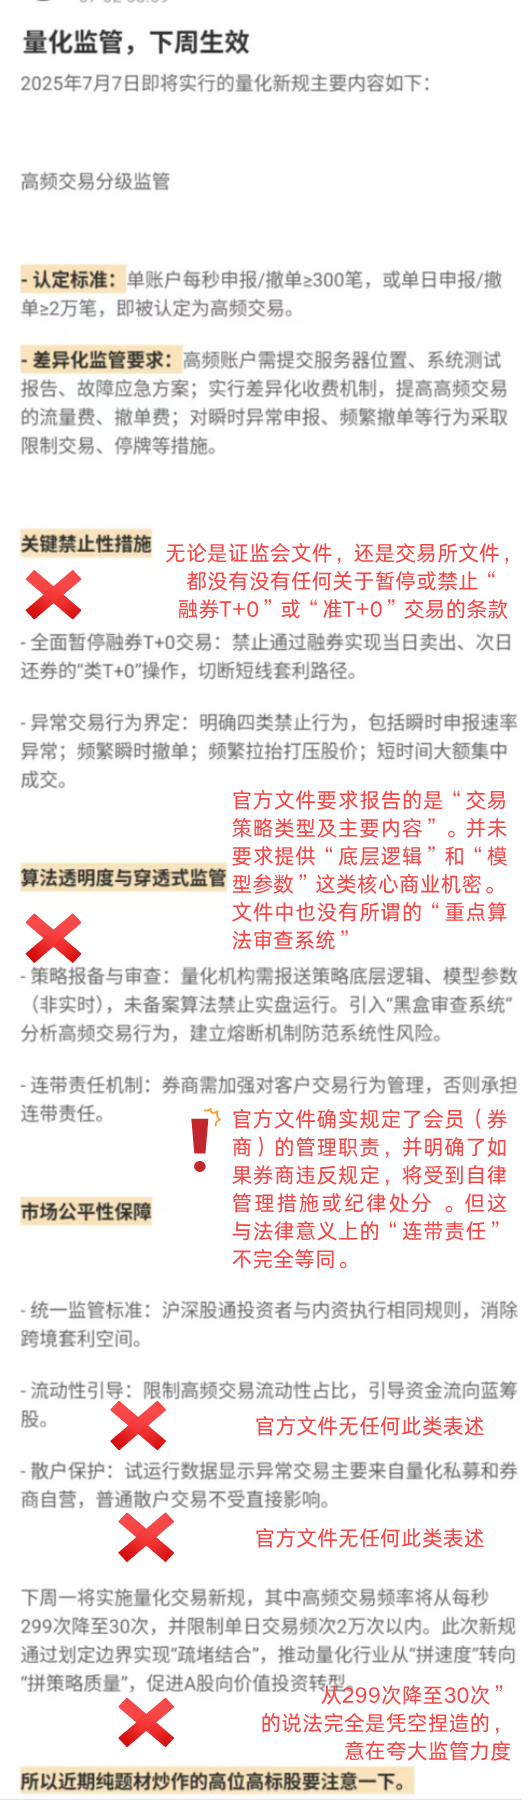 量化监管，下周生效
2025年7月7日即将实行的量化新规主要内容如下：
高频交易分级监管
- 认定标准：单账户每秒申报/撤单≥300笔，或单日申报/撤
单≥2万笔，即被认定为高频交易。
- 差异化监管要求：高频账户需提交服务器位置、系统测试
报告、故障应急方案；实行差异化收费机制，提高高频交易
的流量费、撤单费；对瞬时异常申报、频繁撤单等行为采取
限制交易、停牌等措施。
关键禁止性措施
无论是证监会文件，还是交易所文件，
都没有没有任何关于暂停或禁止“
融券T+0”或“准T+0”交易的条款
- 全面暂停融券T+0交易：禁止通过融券实现当日卖出、次日
还券的“类T+0”操作，切断短线套利路径。
- 异常交易行为界定：明确四类禁止行为，包括瞬时申报速率
异常；频繁瞬时撤单；频繁拉抬打压股价；短时间大额集中
成交。
官方文件要求报告的是“交易
策略类型及主要内容”。并未
要求提供“底层逻辑”和“模
型参数”这类核心商业机密。
文件中也没有所谓的“重点算
法审查系统”
算法透明度与穿透式监管
- 策略报备与审查：量化机构需报送策略底层逻辑、模型参数
（非实时），未备案算法禁止实盘运行。引入“黑盒审查系统”
分析高频交易行为，建立熔断机制防范系统性风险。
- 连带责任机制：券商需加强对客户交易行为管理，否则承担
连带责任。
官方文件确实规定了会员（券
商）的管理职责，并明确了如
果券商违反规定，将受到自律
管理措施或纪律处分 。但这
与法律意义上的“连带责任”
不完全等同。
市场公平性保障
- 统一监管标准：沪深股通投资者与内资执行相同规则，消除
跨境套利空间。
- 流动性引导：限制高频交易流动性占比，引导资金流向蓝筹
股。
官方文件无任何此类表述
- 散户保护：试运行数据显示异常交易主要来自量化私募和券
商自营，普通散户交易不受直接影响。
官方文件无任何此类表述
下周一将实施量化交易新规，其中高频交易频率将从每秒
299次降至30次，并限制单日交易频次2万次以内。此次新规
通过划定边界实现“疏堵结合”，推动量化行业从“拼速度”转向
“拼策略质量”，促进A股向价值投资转型。
从299次降至30次”
的说法完全是凭空捏造的，
意在夸大监管力度
所以近期纯题材炒作的高位高标股要注意一下。